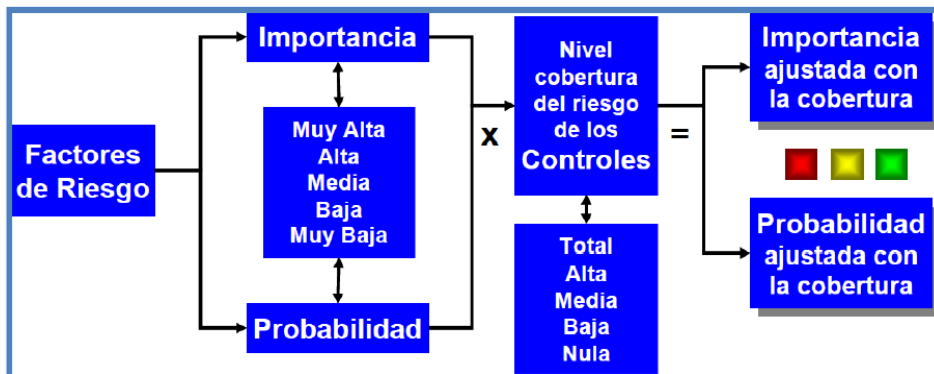 Factores
de Riesgo
Importancia
Muy Alta
Alta
Media
Baja
Muy Baja
Probabilidad
x
Nivel
cobertura
del riesgo
de los
Controles
Total
Alta
Media
Baja
Nula
=
Importancia
ajustada con
la cobertura
Probabilidad
ajustada con
la cobertura